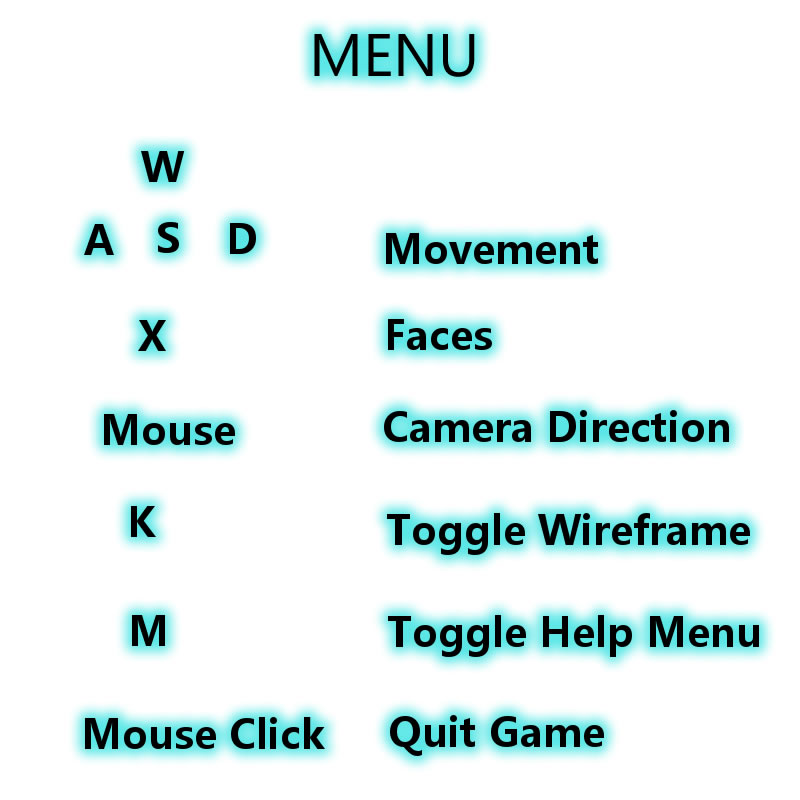 MENU
W
A S D Movement
X Faces
Mouse Camera Direction
K Toggle Wireframe
M Toggle Help Menu
Mouse Click Quit Game